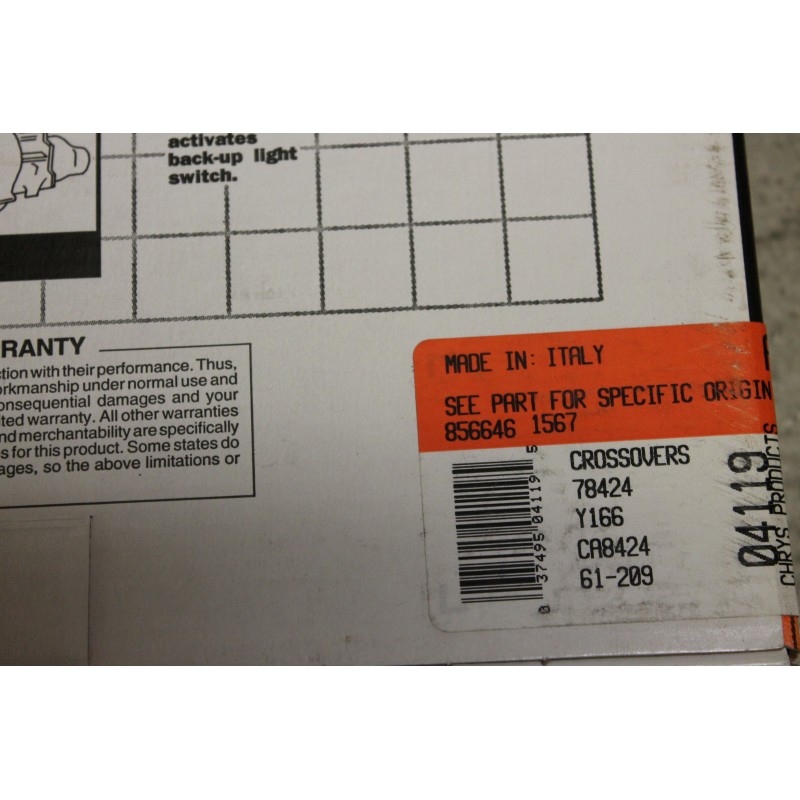 activates
back-up light
switch.
RANTY
ction with their performance. Thus,
orkmanship under normal use and
onsequential damages and your
ited warranty. All other warranties
nd merchantability are specifically
s for this product. Some states do
ages, so the above limitations or
MADE IN: ITALY
SEE PART FOR SPECIFIC ORIGIN
856646 1567
CROSSOVERS
78424
Y166
CA8424
61-209
0 37495 04119 5
04119
CHRYS PRODUCTS